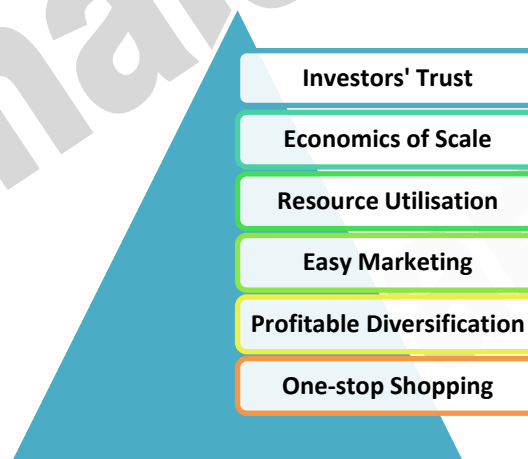 Investors' Trust
Economics of Scale
Resource Utilisation
Easy Marketing
Profitable Diversification
One-stop Shopping